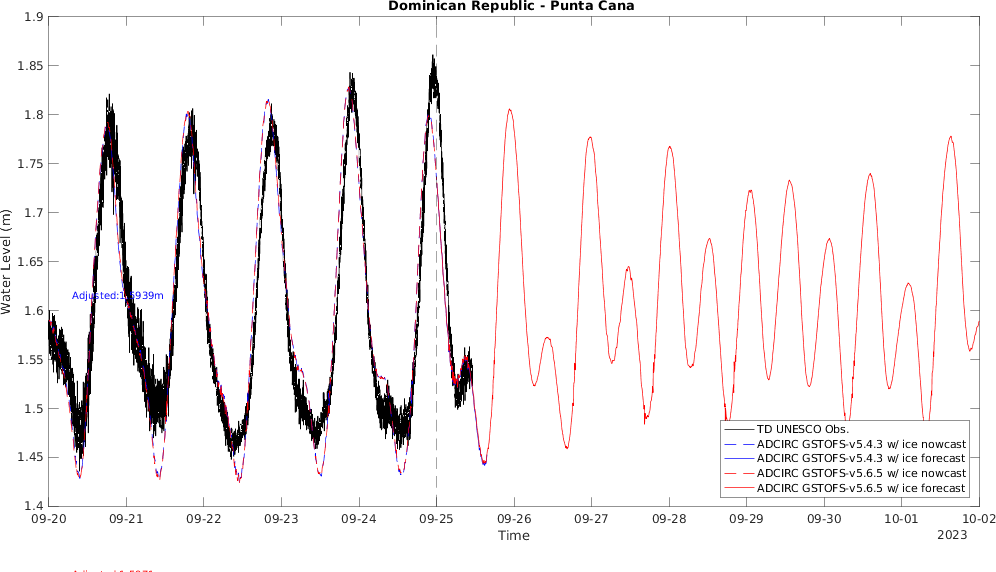 Dominican Republic - Punta Cana
1.9
1.85
1.8
1.75
1.7
1.65
1.6
1.55
1.5
1.45
1.4
Water Level (m)
TD UNESCO Obs.
ADCIRC GSTOFS-v5.4.3 w/ ice nowcast
ADCIRC GSTOFS-v5.4.3 w/ ice forecast
ADCIRC GSTOFS-v5.6.5 w/ ice nowcast
ADCIRC GSTOFS-v5.6.5 w/ ice forecast
09-20 09-21 09-22 09-23 09-24 09-25 09-26 09-27 09-28 09-29 09-30 10-01 10-02
Time
2023